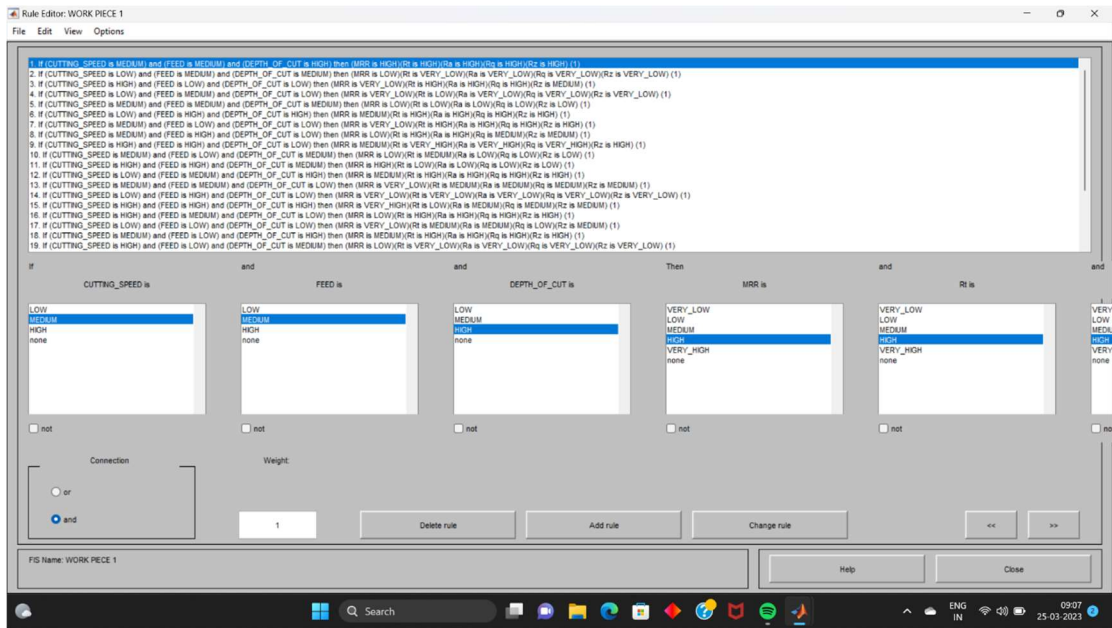 Rule Editor: WORK PIECE 1
File Edit View Options
1. If (CUTTING_SPEED is MEDIUM) and (FEED is MEDIUM) and (DEPTH_OF_CUT is HIGH) then (MRR is HIGH)(Rt is HIGH)(Ra is HIGH)(Rq is HIGH)(Rz is HIGH) (1)
2. If (CUTTING_SPEED is LOW) and (FEED is MEDIUM) and (DEPTH_OF_CUT is MEDIUM) then (MRR is LOW)(Rt is VERY_LOW)(Ra is VERY_LOW)(Rq is VERY_LOW)(Rz is VERY_LOW) (1)
3. If (CUTTING_SPEED is HIGH) and (FEED is LOW) and (DEPTH_OF_CUT is LOW) then (MRR is VERY_LOW)(Rt is HIGH)(Ra is HIGH)(Rq is HIGH)(Rz is MEDIUM) (1)
4. If (CUTTING_SPEED is LOW) and (FEED is MEDIUM) and (DEPTH_OF_CUT is LOW) then (MRR is VERY_LOW)(Rt is LOW)(Ra is VERY_LOW)(Rq is VERY_LOW)(Rz is VERY_LOW) (1)
5. If (CUTTING_SPEED is MEDIUM) and (FEED is MEDIUM) and (DEPTH_OF_CUT is MEDIUM) then (MRR is LOW)(Rt is LOW)(Ra is LOW)(Rq is LOW)(Rz is LOW) (1)
6. If (CUTTING_SPEED is LOW) and (FEED is HIGH) and (DEPTH_OF_CUT is HIGH) then (MRR is MEDIUM)(Rt is HIGH)(Ra is HIGH)(Rq is HIGH)(Rz is HIGH) (1)
7. If (CUTTING_SPEED is MEDIUM) and (FEED is LOW) and (DEPTH_OF_CUT is LOW) then (MRR is VERY_LOW)(Rt is HIGH)(Ra is HIGH)(Rq is HIGH)(Rz is HIGH) (1)
8. If (CUTTING_SPEED is MEDIUM) and (FEED is HIGH) and (DEPTH_OF_CUT is LOW) then (MRR is LOW)(Rt is HIGH)(Ra is HIGH)(Rq is MEDIUM)(Rz is MEDIUM) (1)
9. If (CUTTING_SPEED is HIGH) and (FEED is HIGH) and (DEPTH_OF_CUT is LOW) then (MRR is MEDIUM)(Rt is VERY_HIGH)(Ra is VERY_HIGH)(Rq is VERY_HIGH)(Rz is HIGH) (1)
10. If (CUTTING_SPEED is MEDIUM) and (FEED is LOW) and (DEPTH_OF_CUT is MEDIUM) then (MRR is LOW)(Rt is MEDIUM)(Ra is LOW)(Rq is LOW)(Rz is LOW) (1)
11. If (CUTTING_SPEED is HIGH) and (FEED is HIGH) and (DEPTH_OF_CUT is MEDIUM) then (MRR is HIGH)(Rt is LOW)(Ra is LOW)(Rq is LOW)(Rz is LOW) (1)
12. If (CUTTING_SPEED is LOW) and (FEED is MEDIUM) and (DEPTH_OF_CUT is HIGH) then (MRR is MEDIUM)(Rt is HIGH)(Ra is HIGH)(Rq is HIGH)(Rz is HIGH) (1)
13. If (CUTTING_SPEED is MEDIUM) and (FEED is MEDIUM) and (DEPTH_OF_CUT is LOW) then (MRR is VERY_LOW)(Rt is MEDIUM)(Ra is MEDIUM)(Rq is MEDIUM)(Rz is MEDIUM) (1)
14. If (CUTTING_SPEED is LOW) and (FEED is HIGH) and (DEPTH_OF_CUT is LOW) then (MRR is VERY_LOW)(Rt is VERY_LOW)(Ra is VERY_LOW)(Rq is VERY_LOW)(Rz is VERY_LOW) (1)
15. If (CUTTING_SPEED is HIGH) and (FEED is HIGH) and (DEPTH_OF_CUT is HIGH) then (MRR is VERY_HIGH)(Rt is LOW)(Ra is MEDIUM)(Rq is MEDIUM)(Rz is MEDIUM) (1)
16. If (CUTTING_SPEED is HIGH) and (FEED is MEDIUM) and (DEPTH_OF_CUT is LOW) then (MRR is LOW)(Rt is HIGH)(Ra is HIGH)(Rq is HIGH)(Rz is HIGH) (1)
17. If (CUTTING_SPEED is LOW) and (FEED is LOW) and (DEPTH_OF_CUT is LOW) then (MRR is VERY_LOW)(Rt is MEDIUM)(Ra is MEDIUM)(Rq is LOW)(Rz is MEDIUM) (1)
18. If (CUTTING_SPEED is MEDIUM) and (FEED is LOW) and (DEPTH_OF_CUT is HIGH) then (MRR is MEDIUM)(Rt is HIGH)(Ra is HIGH)(Rq is HIGH)(Rz is HIGH) (1)
19. If (CUTTING_SPEED is HIGH) and (FEED is LOW) and (DEPTH_OF_CUT is MEDIUM) then (MRR is LOW)(Rt is VERY_LOW)(Ra is VERY_LOW)(Rq is VERY_LOW)(Rz is VERY_LOW) (1)
If and and Then and and
CUTTING_SPEED is FEED is DEPTH_OF_CUT is MRR is Rt is
LOW LOW LOW VERY_LOW VERY_LOW VERY
MEDIUM MEDIUM MEDIUM LOW LOW LOW
HIGH HIGH HIGH MEDIUM MEDIUM MEDIU
none none none HIGH HIGH HIGH
VERY_HIGH VERY_HIGH VERY
none none none
not not not not not no
Connection Weight:
or
and 1 Delete rule Add rule Change rule << >>
FIS Name: WORK PIECE 1 Help Close
Search ENG IN 09:07 25-03-2023 2